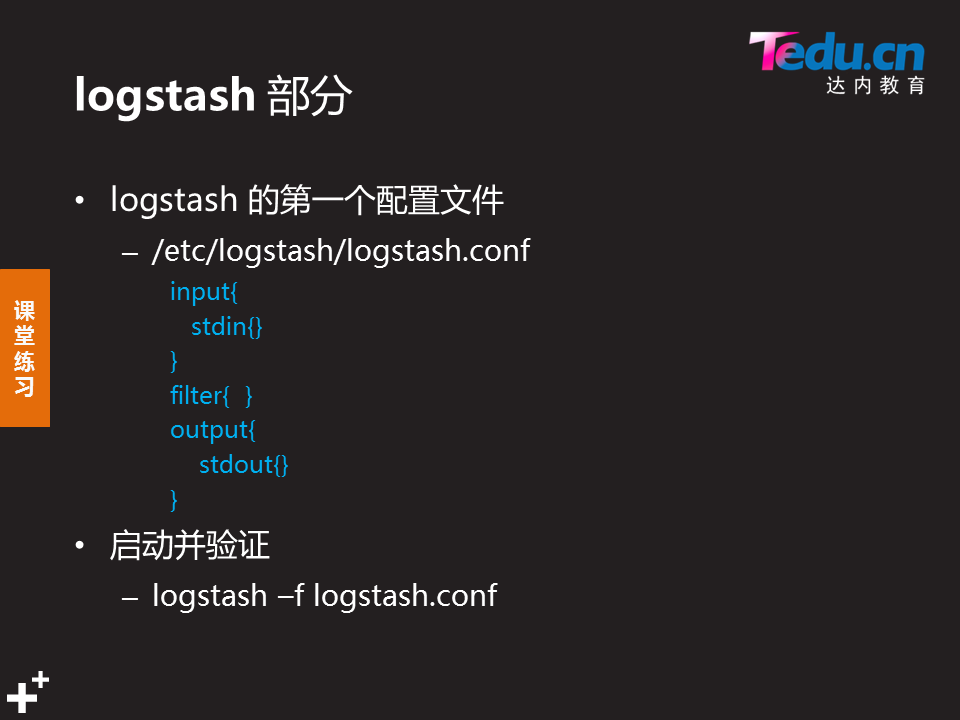 Tedu.cn
达内教育
logstash 部分
• logstash 的第一个配置文件
– /etc/logstash/logstash.conf
input{
stdin{}
}
filter{ }
output{
stdout{}
}
• 启动并验证
– logstash –f logstash.conf
课
堂
练
习